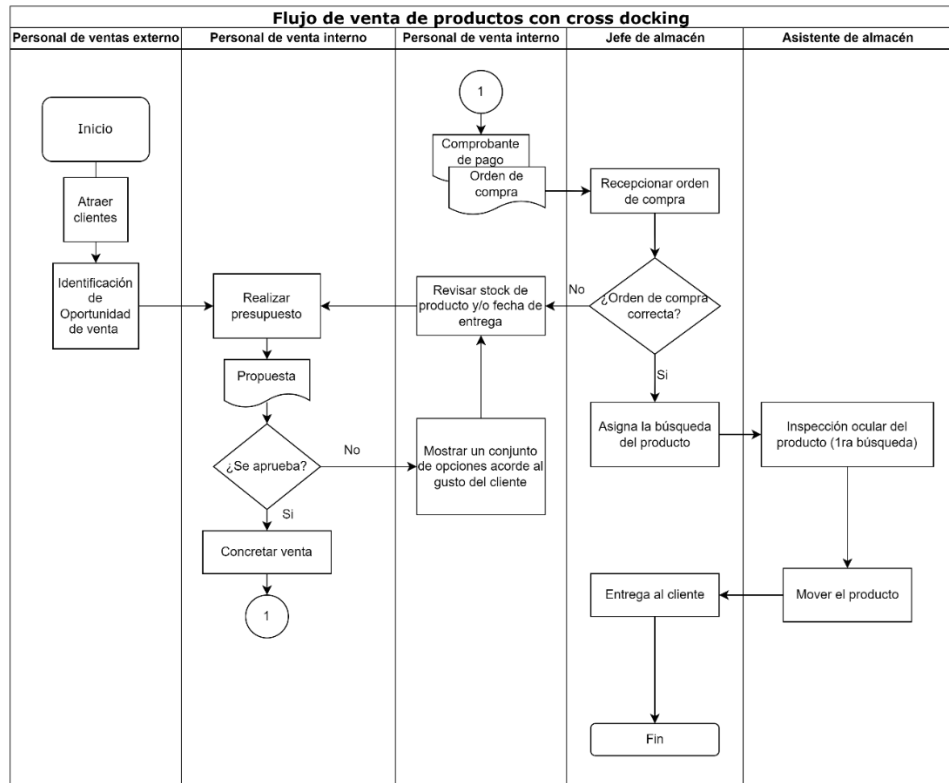 Flujo de venta de productos con cross docking
Personal de ventas externo
Personal de venta interno
Personal de venta interno
Jefe de almacén
Asistente de almacén
Inicio
Atraer
clientes
Identificación
de
Oportunidad
de venta
Realizar
presupuesto
Propuesta
¿Se aprueba?
No
Si
Concretar venta
1
1
Comprobante
de pago
Orden de
compra
Revisar stock de
producto y/o fecha de
entrega
Mostrar un conjunto
de opciones acorde al
gusto del cliente
Recepcionar orden
de compra
¿Orden de compra
correcta?
No
Si
Asigna la búsqueda
del producto
Inspección ocular del
producto (1ra búsqueda)
Mover el producto
Entrega al cliente
Fin